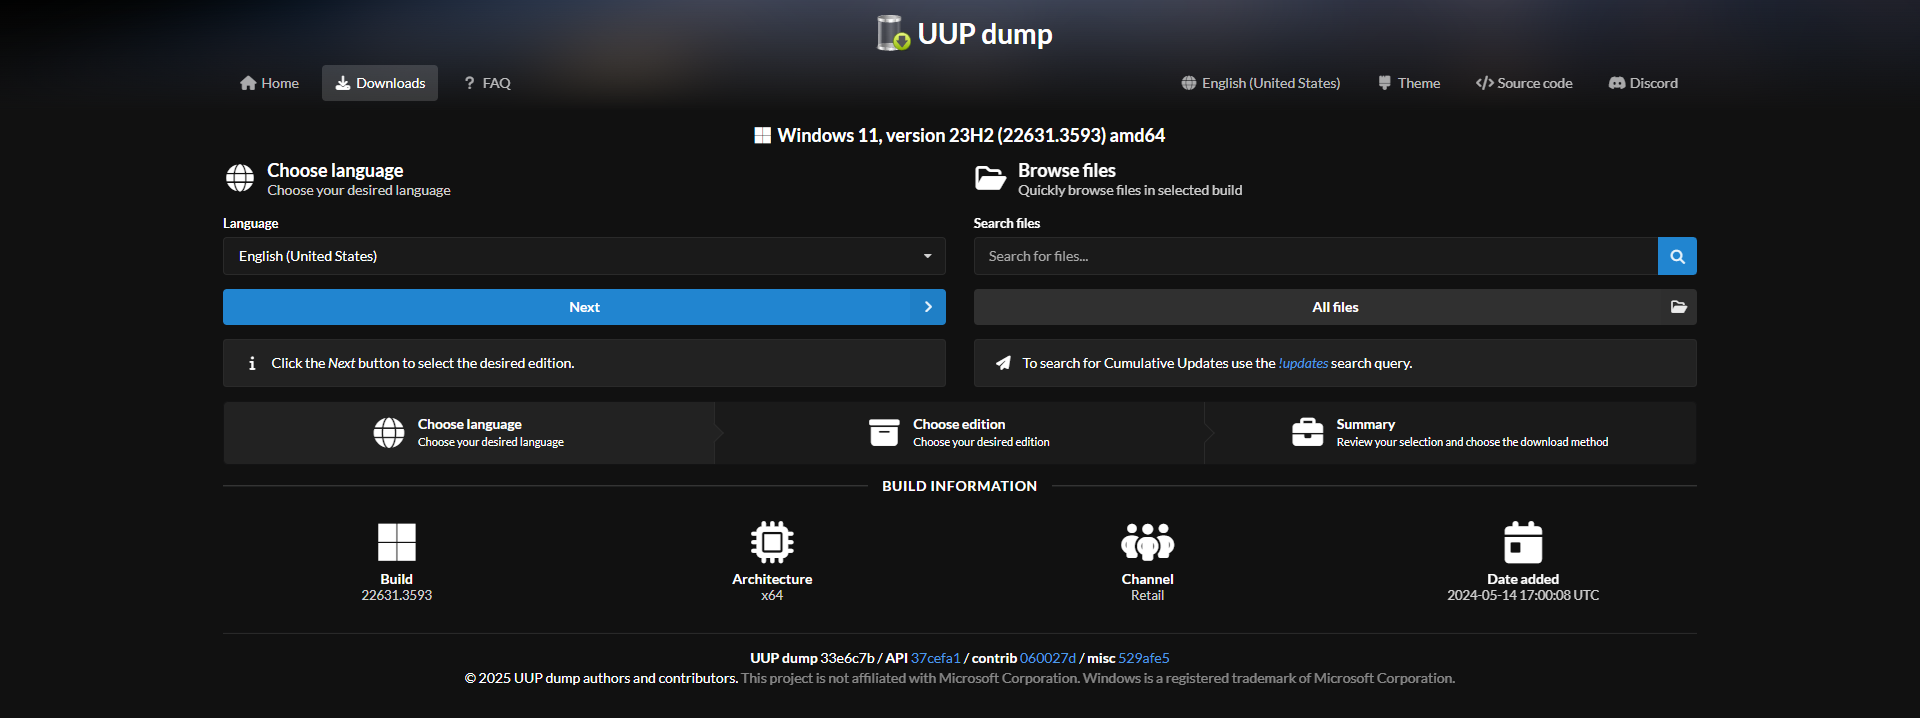 UUP dump
Home
Downloads
? FAQ
English (United States)
Theme
</> Source code
Discord
Windows 11, version 23H2 (22631.3593) amd64
Choose language
Choose your desired language
Browse files
Quickly browse files in selected build
Language
English (United States)
Search files
Search for files...
Next
All files
Click the Next button to select the desired edition.
To search for Cumulative Updates use the !updates search query.
Choose language
Choose your desired language
Choose edition
Choose your desired edition
Summary
Review your selection and choose the download method
BUILD INFORMATION
Build
22631.3593
Architecture
x64
Channel
Retail
Date added
2024-05-14 17:00:08 UTC
UUP dump 33e6c7b / API 37cefa1 / contrib 060027d / misc 529afe5
© 2025 UUP dump authors and contributors. This project is not affiliated with Microsoft Corporation. Windows is a registered trademark of Microsoft Corporation.